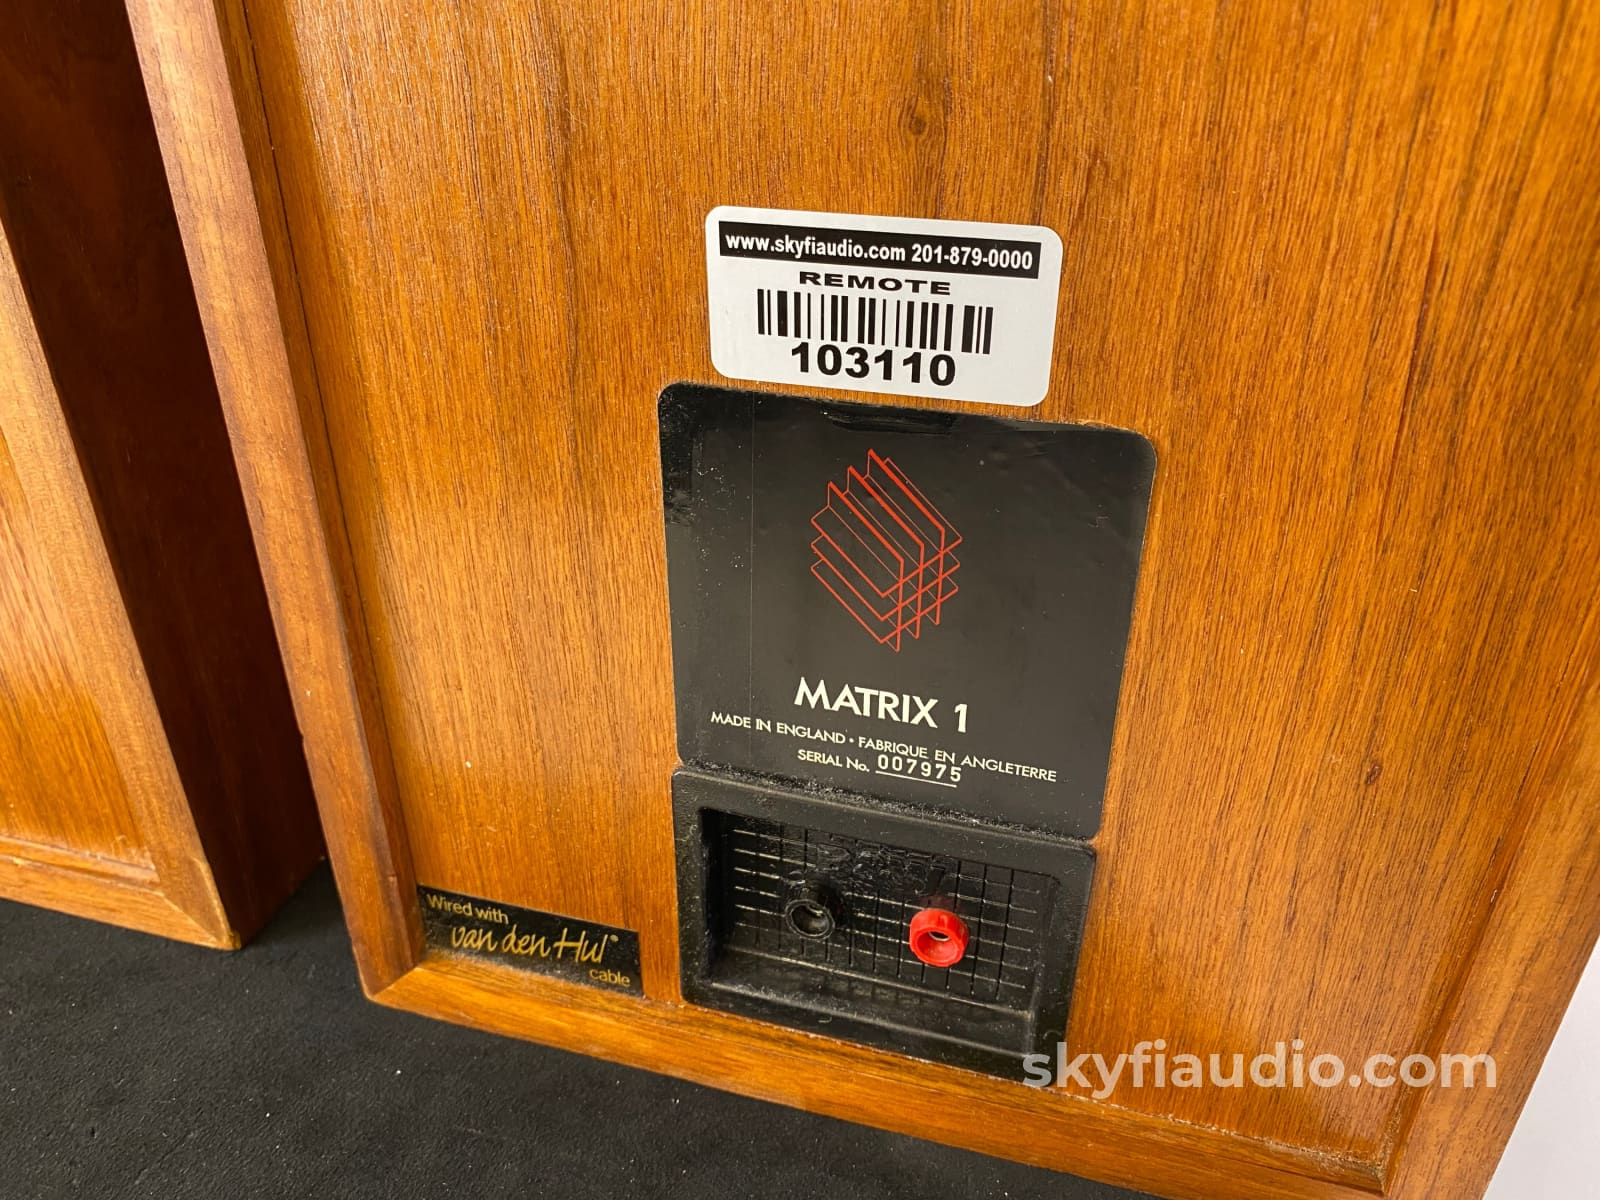 www.skyfiaudio.com 201-879-0000
REMOTE
103110
MATRIX 1
MADE IN ENGLAND • FABRIQUE EN ANGLETERRE
SERIAL No. 007975
Wired with
van den Hul®
cable
skyfiaudio.com